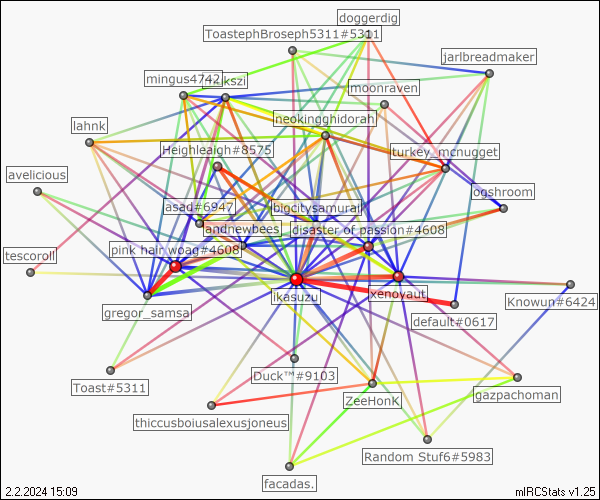 doggerdig
ToastephBroseph5311#5311
jarlbreadmaker
mingus4742
moonraven
neokingghidorah
lahnk
Heighleaigh#8575
turkey_mcnugget
avelicious
ogshroom
asad#6947
bigcitysamurai
andnewbees
disaster of passion#4608
pink hair woag#4608
tescoroll
ikasuzu
xenoyaut
Knowun#6424
gregor_samsa
default#0617
Duck™#9103
Toast#5311
gazpachoman
ZeeHonK
thiccusboiusalexusjoneus
Random Stuf6#5983
facadas.
2.2.2024 15:09
mIRCStats v1.25